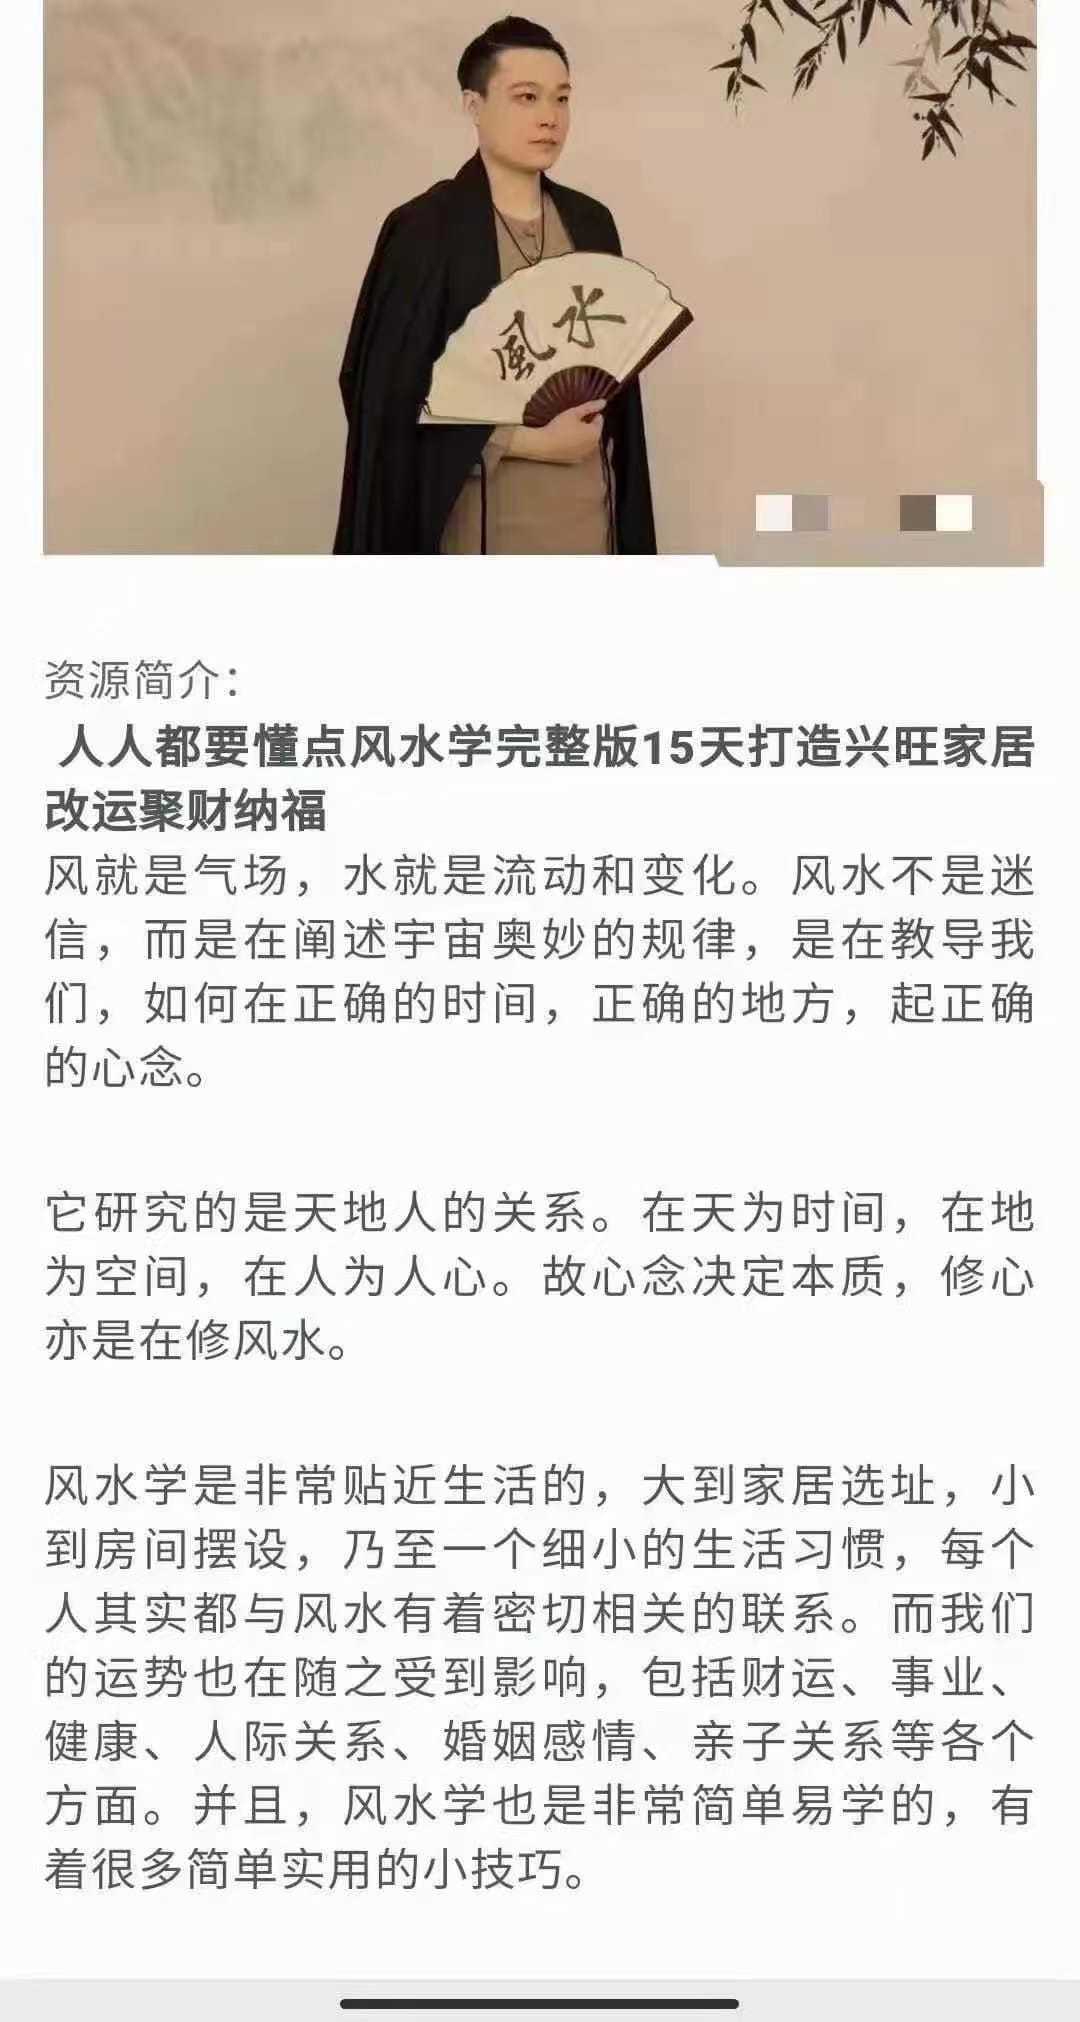 風水
资源简介：
人人都要懂点风水学完整版15天打造兴旺家居
改运聚财纳福
风就是气场，水就是流动和变化。风水不是迷
信，而是在阐述宇宙奥妙的规律，是在教导我
们，如何在正确的时间，正确的地方，起正确
的心念。
它研究的是天地人的关系。在天为时间，在地
为空间，在人为人心。故心念决定本质，修心
亦是在修风水。
风水学是非常贴近生活的，大到家居选址，小
到房间摆设，乃至一个细小的生活习惯，每个
人其实都与风水有着密切相关的联系。而我们
的运势也在随之受到影响，包括财运、事业、
健康、人际关系、婚姻感情、亲子关系等各个
方面。并且，风水学也是非常简单易学的，有
着很多简单实用的小技巧。